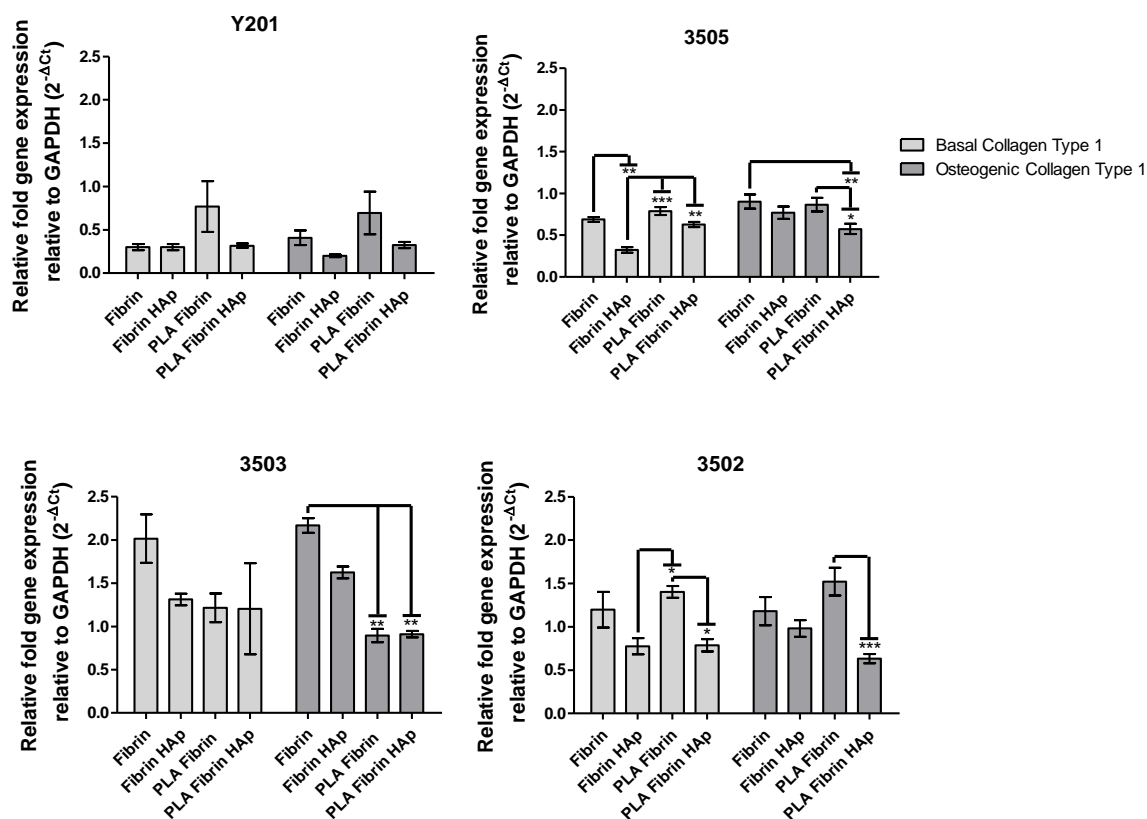 Y201
Relative fold gene expression
relative to GAPDH (2^-ΔCt)
2.5
2.0
1.5
1.0
0.5
0.0
Fibrin
Fibrin HAp
PLA Fibrin
PLA Fibrin HAp
Fibrin
Fibrin HAp
PLA Fibrin
PLA Fibrin HAp
3505
Relative fold gene expression
relative to GAPDH (2^-ΔCt)
2.5
2.0
1.5
1.0
0.5
0.0
**
***
**
**
*
Fibrin
Fibrin HAp
PLA Fibrin
PLA Fibrin HAp
Fibrin
Fibrin HAp
PLA Fibrin
PLA Fibrin HAp
Basal Collagen Type 1
Osteogenic Collagen Type 1
3503
Relative fold gene expression
relative to GAPDH (2^-ΔCt)
2.5
2.0
1.5
1.0
0.5
0.0
**
**
Fibrin
Fibrin HAp
PLA Fibrin
PLA Fibrin HAp
Fibrin
Fibrin HAp
PLA Fibrin
PLA Fibrin HAp
3502
Relative fold gene expression
relative to GAPDH (2^-ΔCt)
2.5
2.0
1.5
1.0
0.5
0.0
*
*
***
Fibrin
Fibrin HAp
PLA Fibrin
PLA Fibrin HAp
Fibrin
Fibrin HAp
PLA Fibrin
PLA Fibrin HAp